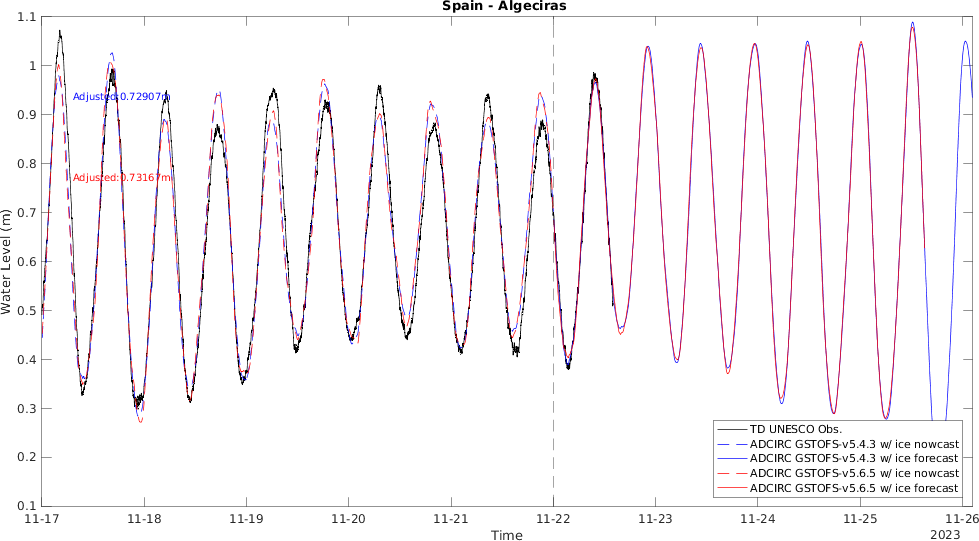 Spain - Algeciras
1.1
1
0.9
0.8
0.7
0.6
0.5
0.4
0.3
0.2
0.1
Water Level (m)
Adjusted:0.72907m
Adjusted:0.73167m
TD UNESCO Obs.
ADCIRC GSTOFS-v5.4.3 w/ ice nowcast
ADCIRC GSTOFS-v5.4.3 w/ ice forecast
ADCIRC GSTOFS-v5.6.5 w/ ice nowcast
ADCIRC GSTOFS-v5.6.5 w/ ice forecast
11-17 11-18 11-19 11-20 11-21 11-22 11-23 11-24 11-25 11-26
Time
2023